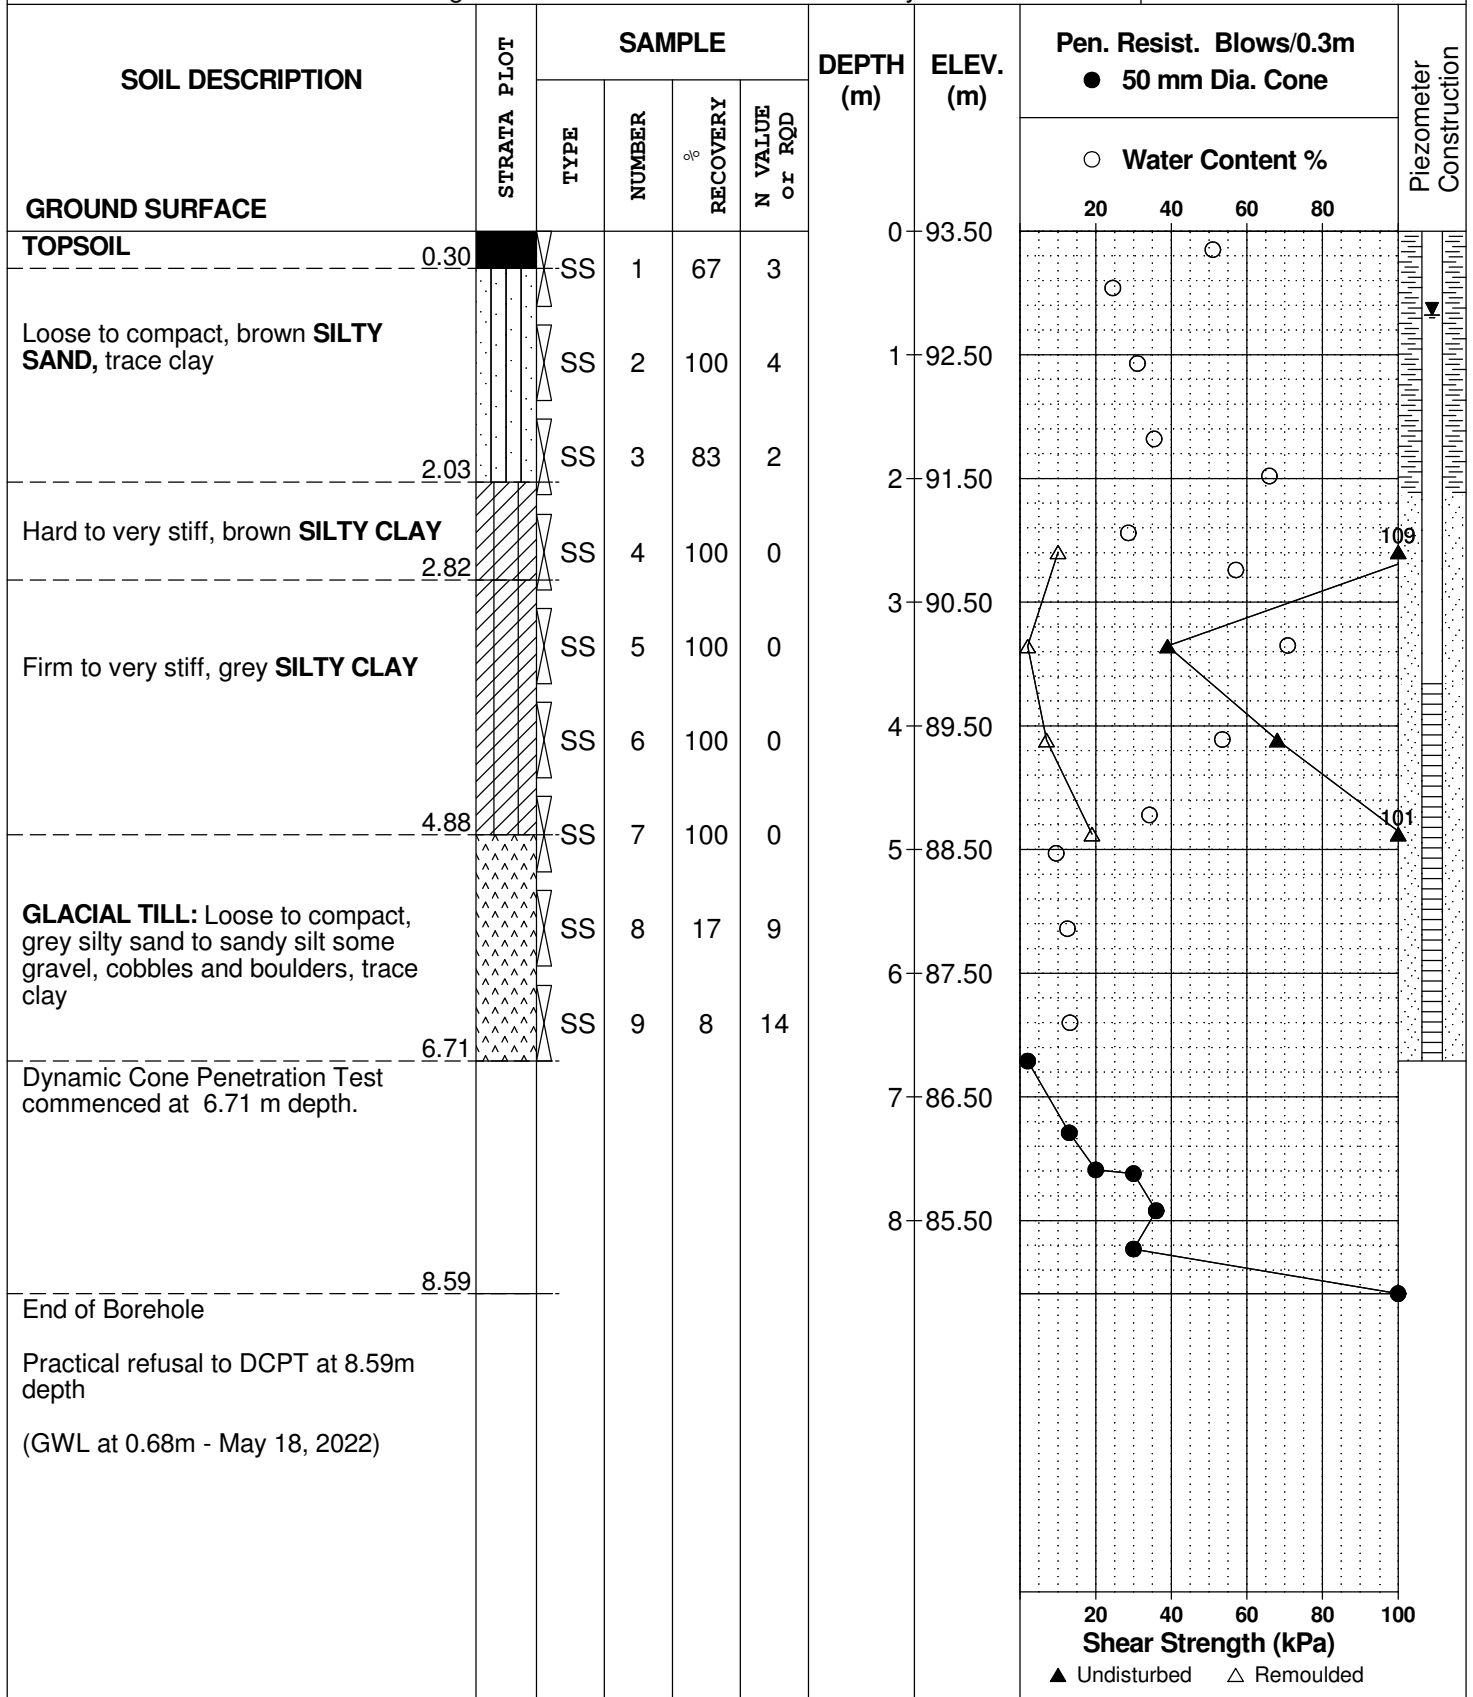 SOIL DESCRIPTION
GROUND SURFACE
STRATA PLOT
SAMPLE
TYPE
NUMBER
%
RECOVERY
N VALUE
or RQD
DEPTH
(m)
ELEV.
(m)
Pen. Resist. Blows/0.3m
● 50 mm Dia. Cone
○ Water Content %
20 40 60 80
Piezometer
Construction
TOPSOIL
0.30
Loose to compact, brown SILTY
SAND, trace clay
2.03
Hard to very stiff, brown SILTY CLAY
2.82
Firm to very stiff, grey SILTY CLAY
4.88
GLACIAL TILL: Loose to compact,
grey silty sand to sandy silt some
gravel, cobbles and boulders, trace
clay
6.71
Dynamic Cone Penetration Test
commenced at 6.71 m depth.
8.59
End of Borehole
Practical refusal to DCPT at 8.59m
depth
(GWL at 0.68m - May 18, 2022)
SS 1 67 3
SS 2 100 4
SS 3 83 2
SS 4 100 0
SS 5 100 0
SS 6 100 0
SS 7 100 0
SS 8 17 9
SS 9 8 14
0 93.50
1 92.50
2 91.50
3 90.50
4 89.50
5 88.50
6 87.50
7 86.50
8 85.50
109
101
20 40 60 80 100
Shear Strength (kPa)
▲ Undisturbed △ Remoulded